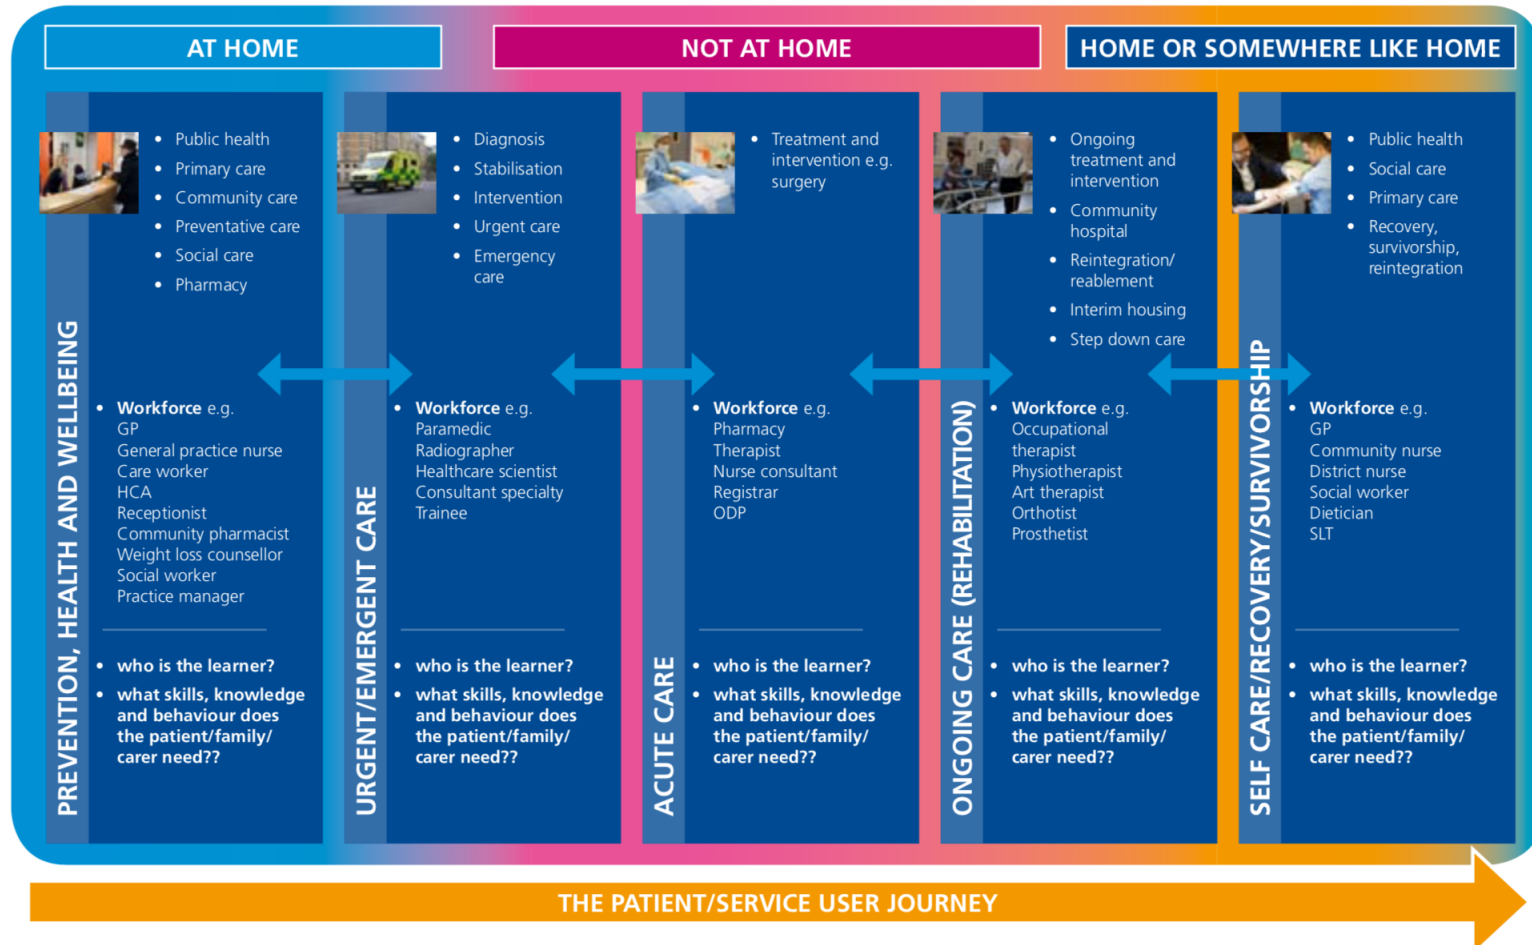 AT HOME
NOT AT HOME
HOME OR SOMEWHERE LIKE HOME
PREVENTION, HEALTH AND WELLBEING
• Public health
• Primary care
• Community care
• Preventative care
• Social care
• Pharmacy
• Workforce e.g.
GP
General practice nurse
Care worker
HCA
Receptionist
Community pharmacist
Weight loss counsellor
Social worker
Practice manager
• who is the learner?
• what skills, knowledge
and behaviour does
the patient/family/
carer need??
URGENT/EMERGENT CARE
• Diagnosis
• Stabilisation
• Intervention
• Urgent care
• Emergency
care
• Workforce e.g.
Paramedic
Radiographer
Healthcare scientist
Consultant specialty
Trainee
• who is the learner?
• what skills, knowledge
and behaviour does
the patient/family/
carer need??
ACUTE CARE
• Treatment and
intervention e.g.
surgery
• Workforce e.g.
Pharmacy
Therapist
Nurse consultant
Registrar
ODP
• who is the learner?
• what skills, knowledge
and behaviour does
the patient/family/
carer need??
ONGOING CARE (REHABILITATION)
• Ongoing
treatment and
intervention
• Community
hospital
• Reintegration/
reablement
• Interim housing
• Step down care
• Workforce e.g.
Occupational
therapist
Physiotherapist
Art therapist
Orthotist
Prosthetist
• who is the learner?
• what skills, knowledge
and behaviour does
the patient/family/
carer need??
SELF CARE/RECOVERY/SURVIVORSHIP
• Public health
• Social care
• Primary care
• Recovery,
survivorship,
reintegration
• Workforce e.g.
GP
Community nurse
District nurse
Social worker
Dietician
SLT
• who is the learner?
• what skills, knowledge
and behaviour does
the patient/family/
carer need??
THE PATIENT/SERVICE USER JOURNEY